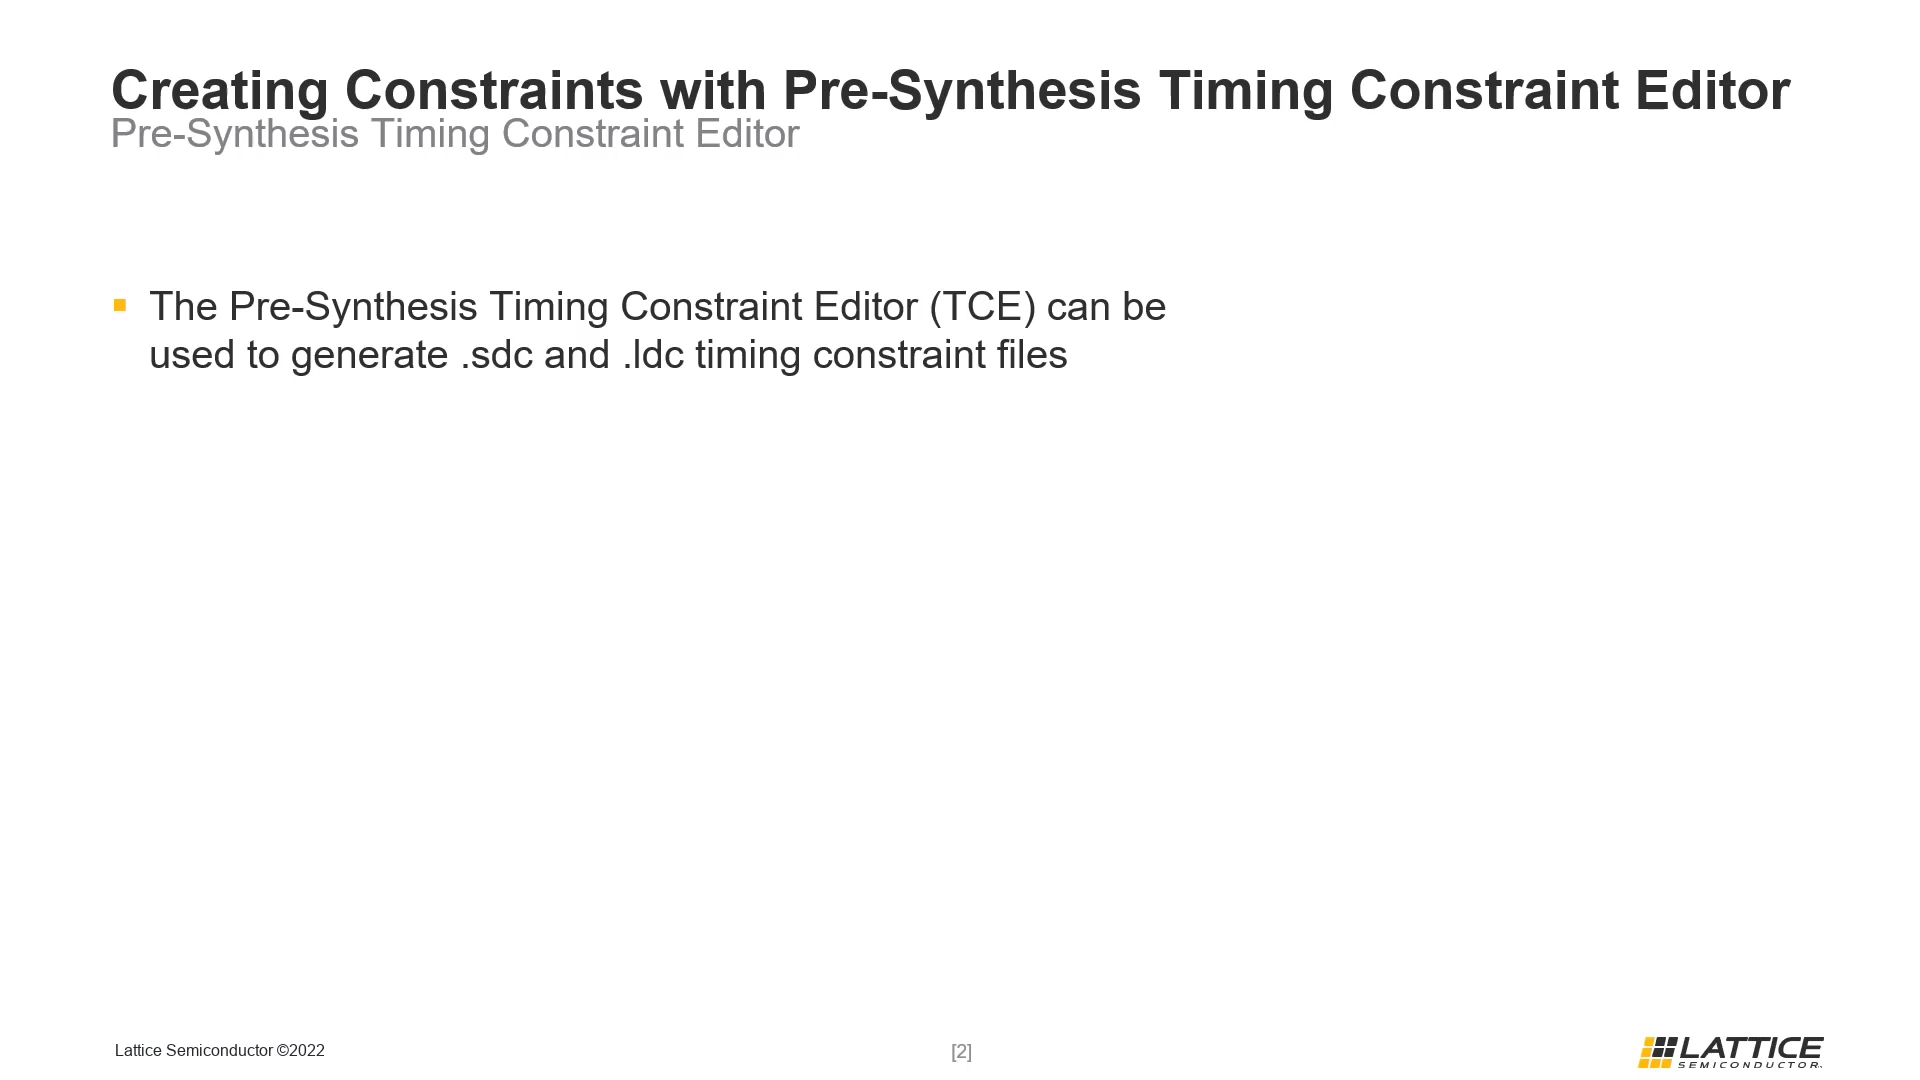 Creating Constraints with Pre-Synthesis Timing Constraint Editor
Pre-Synthesis Timing Constraint Editor
The Pre-Synthesis Timing Constraint Editor (TCE) can be
used to generate .sdc and .ldc timing constraint files
Lattice Semiconductor ©2022
[2]
LATTICE
SEMICONDUCTOR